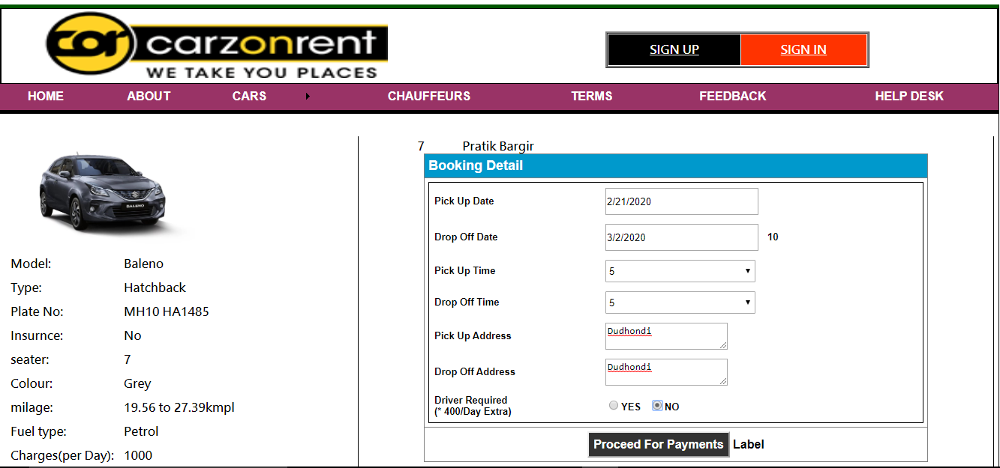 cor carzonrent
WE TAKE YOU PLACES
SIGN UP SIGN IN
HOME ABOUT CARS CHAUFFEURS TERMS FEEDBACK HELP DESK
BALENO
Model: Baleno
Type: Hatchback
Plate No: MH10 HA1485
Insurnce: No
seater: 7
Colour: Grey
milage: 19.56 to 27.39kmpl
Fuel type: Petrol
Charges(per Day): 1000
7 Pratik Bargir
Booking Detail
Pick Up Date 2/21/2020
Drop Off Date 3/2/2020 10
Pick Up Time 5
Drop Off Time 5
Pick Up Address Dudhondi
Drop Off Address Dudhondi
Driver Required
(* 400/Day Extra) YES NO
Proceed For Payments Label